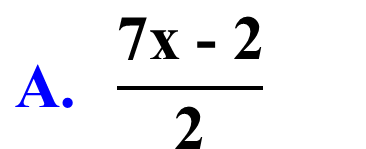 A. (7x - 2)/2